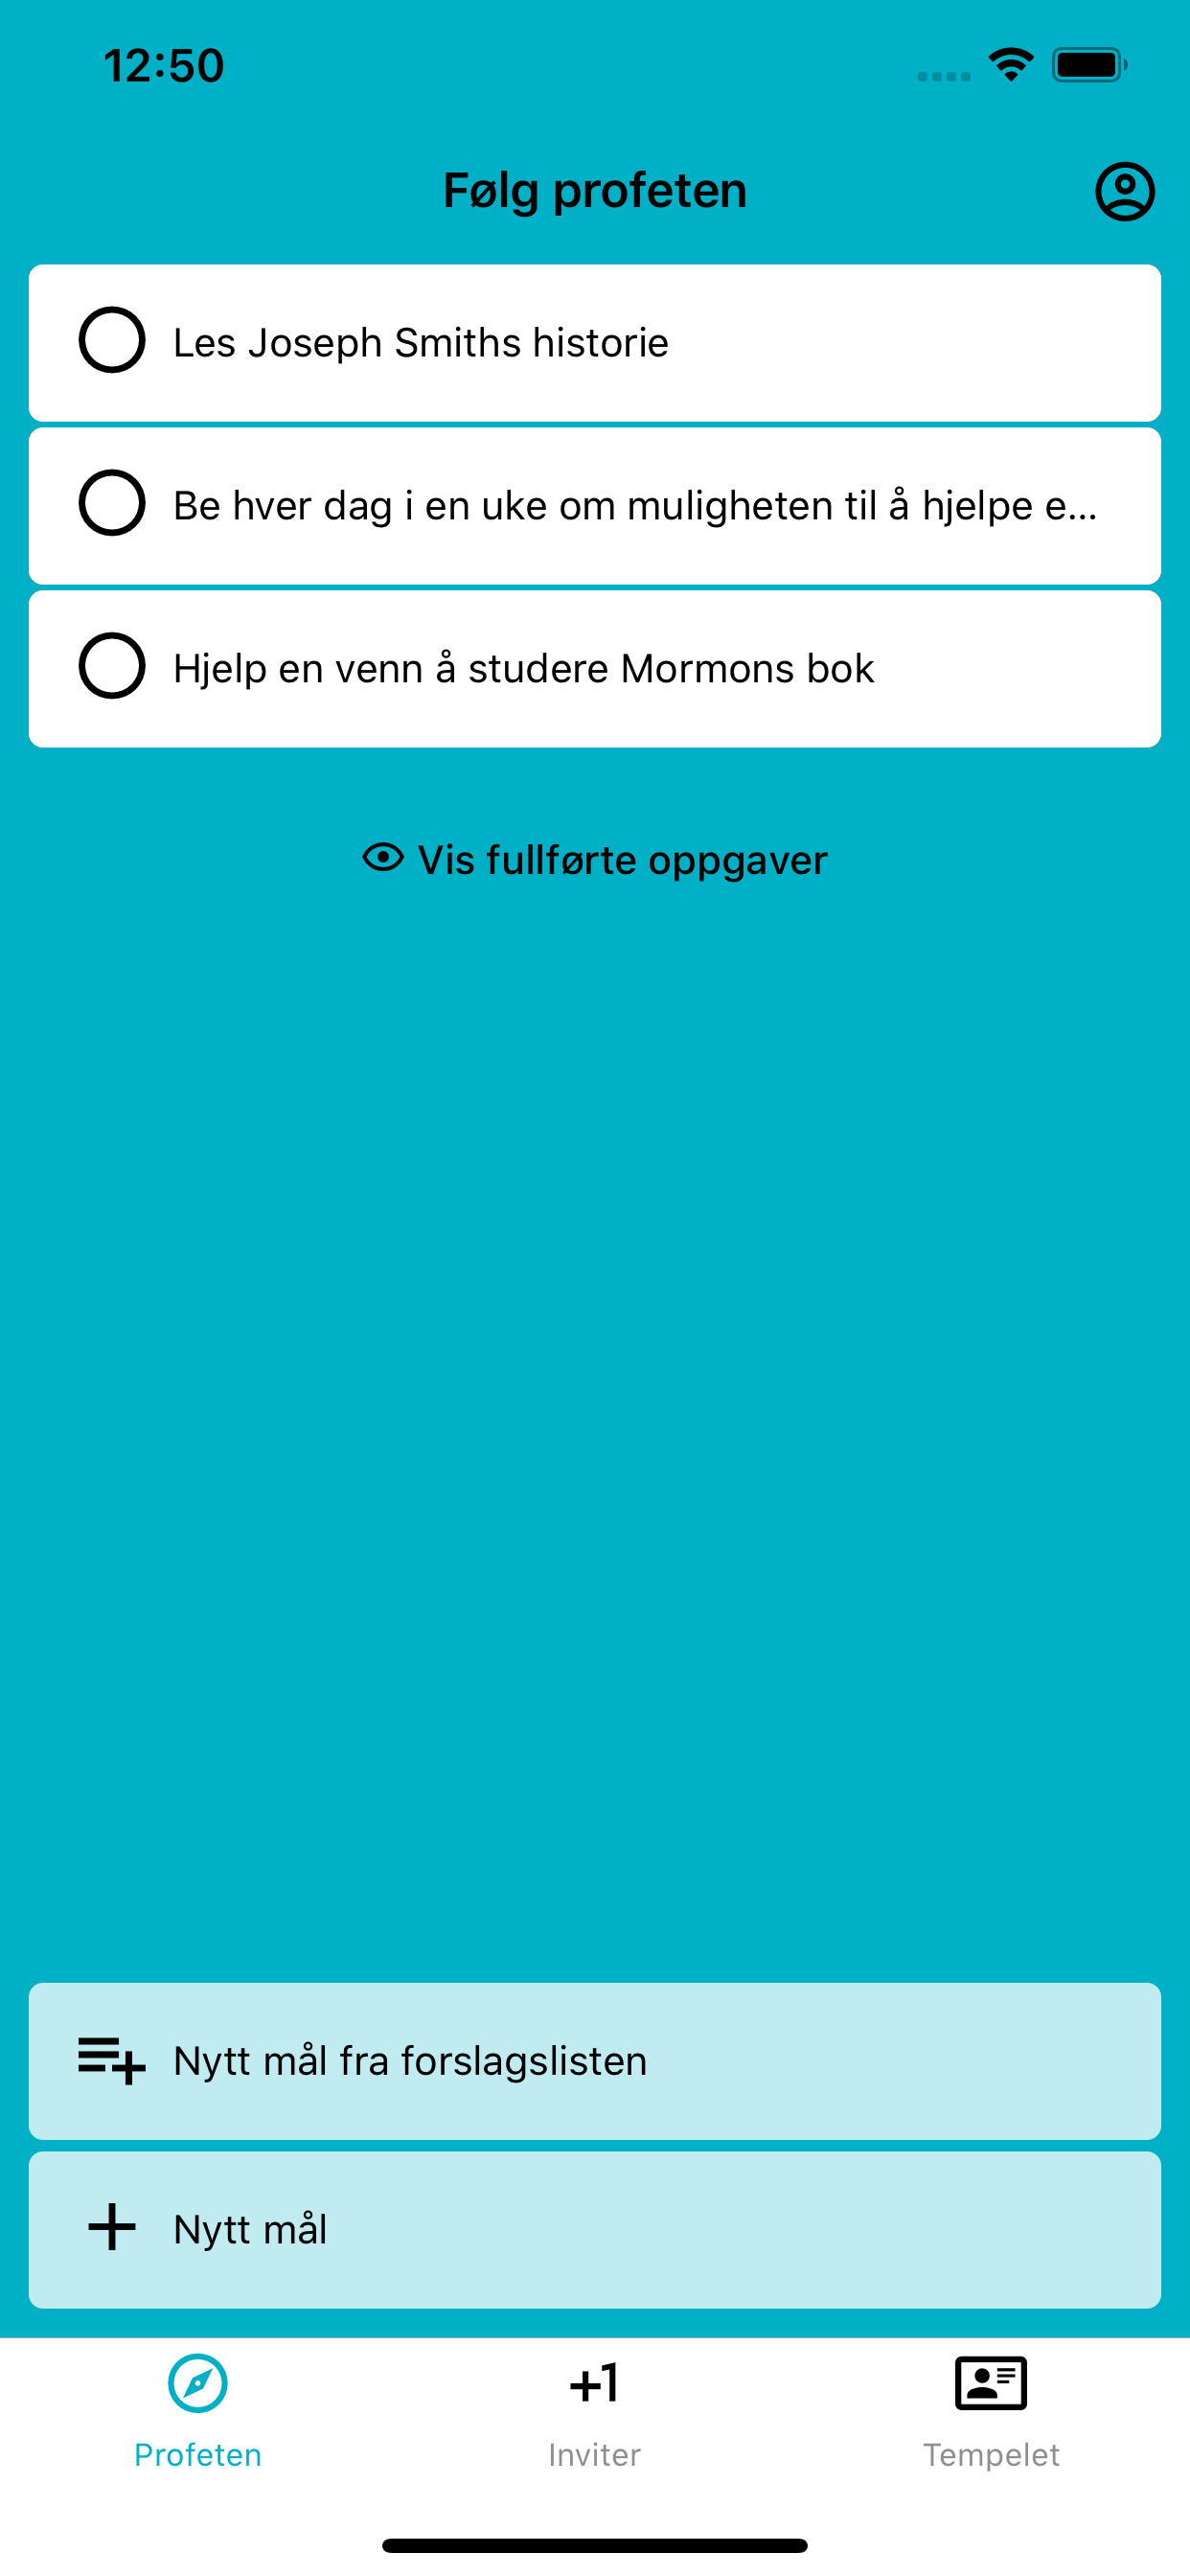 12:50
Følg profeten
Les Joseph Smiths historie
Be hver dag i en uke om muligheten til å hjelpe e...
Hjelp en venn å studere Mormons bok
Vis fullførte oppgaver
Nytt mål fra forslagslisten
Nytt mål
+1
Profeten
Inviter
Tempelet